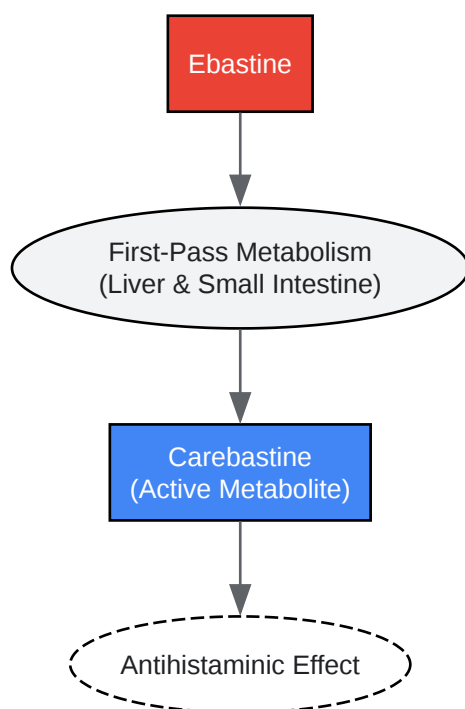 Ebastine
First-Pass Metabolism
(Liver & Small Intestine)
Carebastine
(Active Metabolite)
Antihistaminic Effect